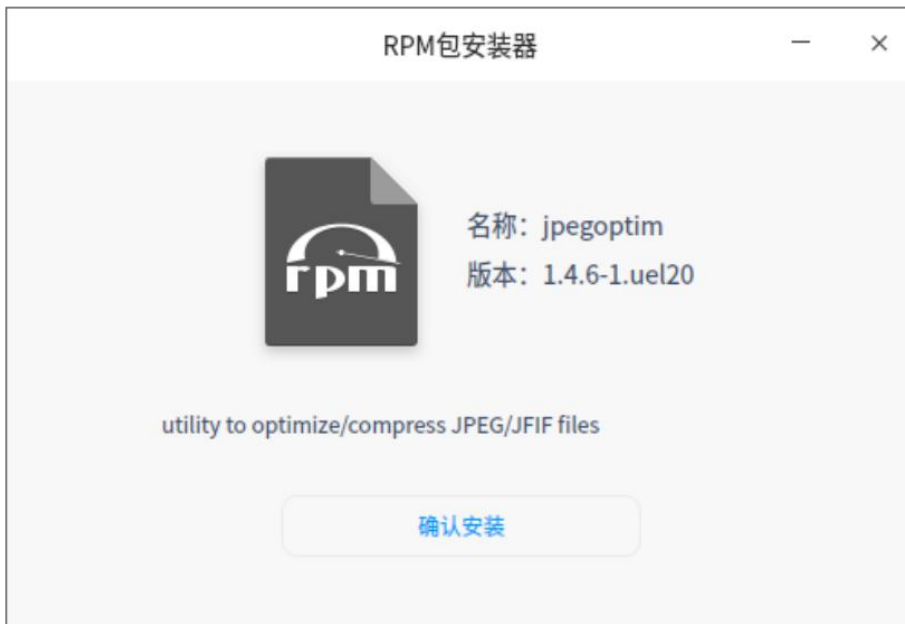 RPM包安装器
rpm
名称：jpegoptim
版本：1.4.6-1.uel20
utility to optimize/compress JPEG/JFIF files
确认安装